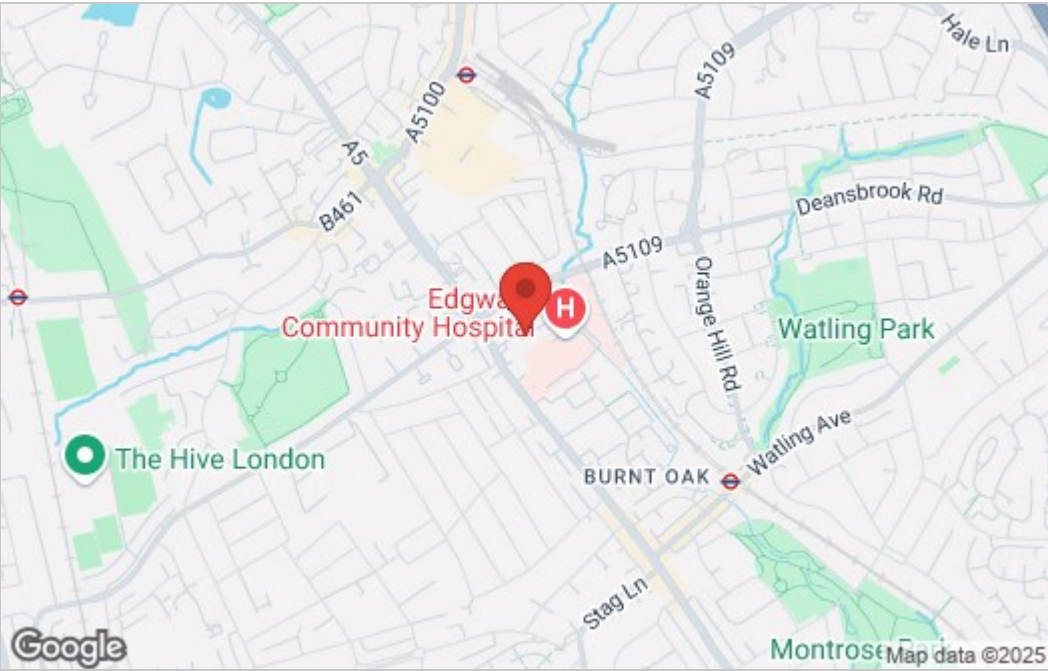 Hale Ln
A5109
A5100
A5
B461
Deansbrook Rd
A5109
Edgwa
Community Hospital
H
Orange Hill Rd
Watling Park
The Hive London
Watling Ave
BURNT OAK
Stag Ln
Montrose
Google
Map data ©2025